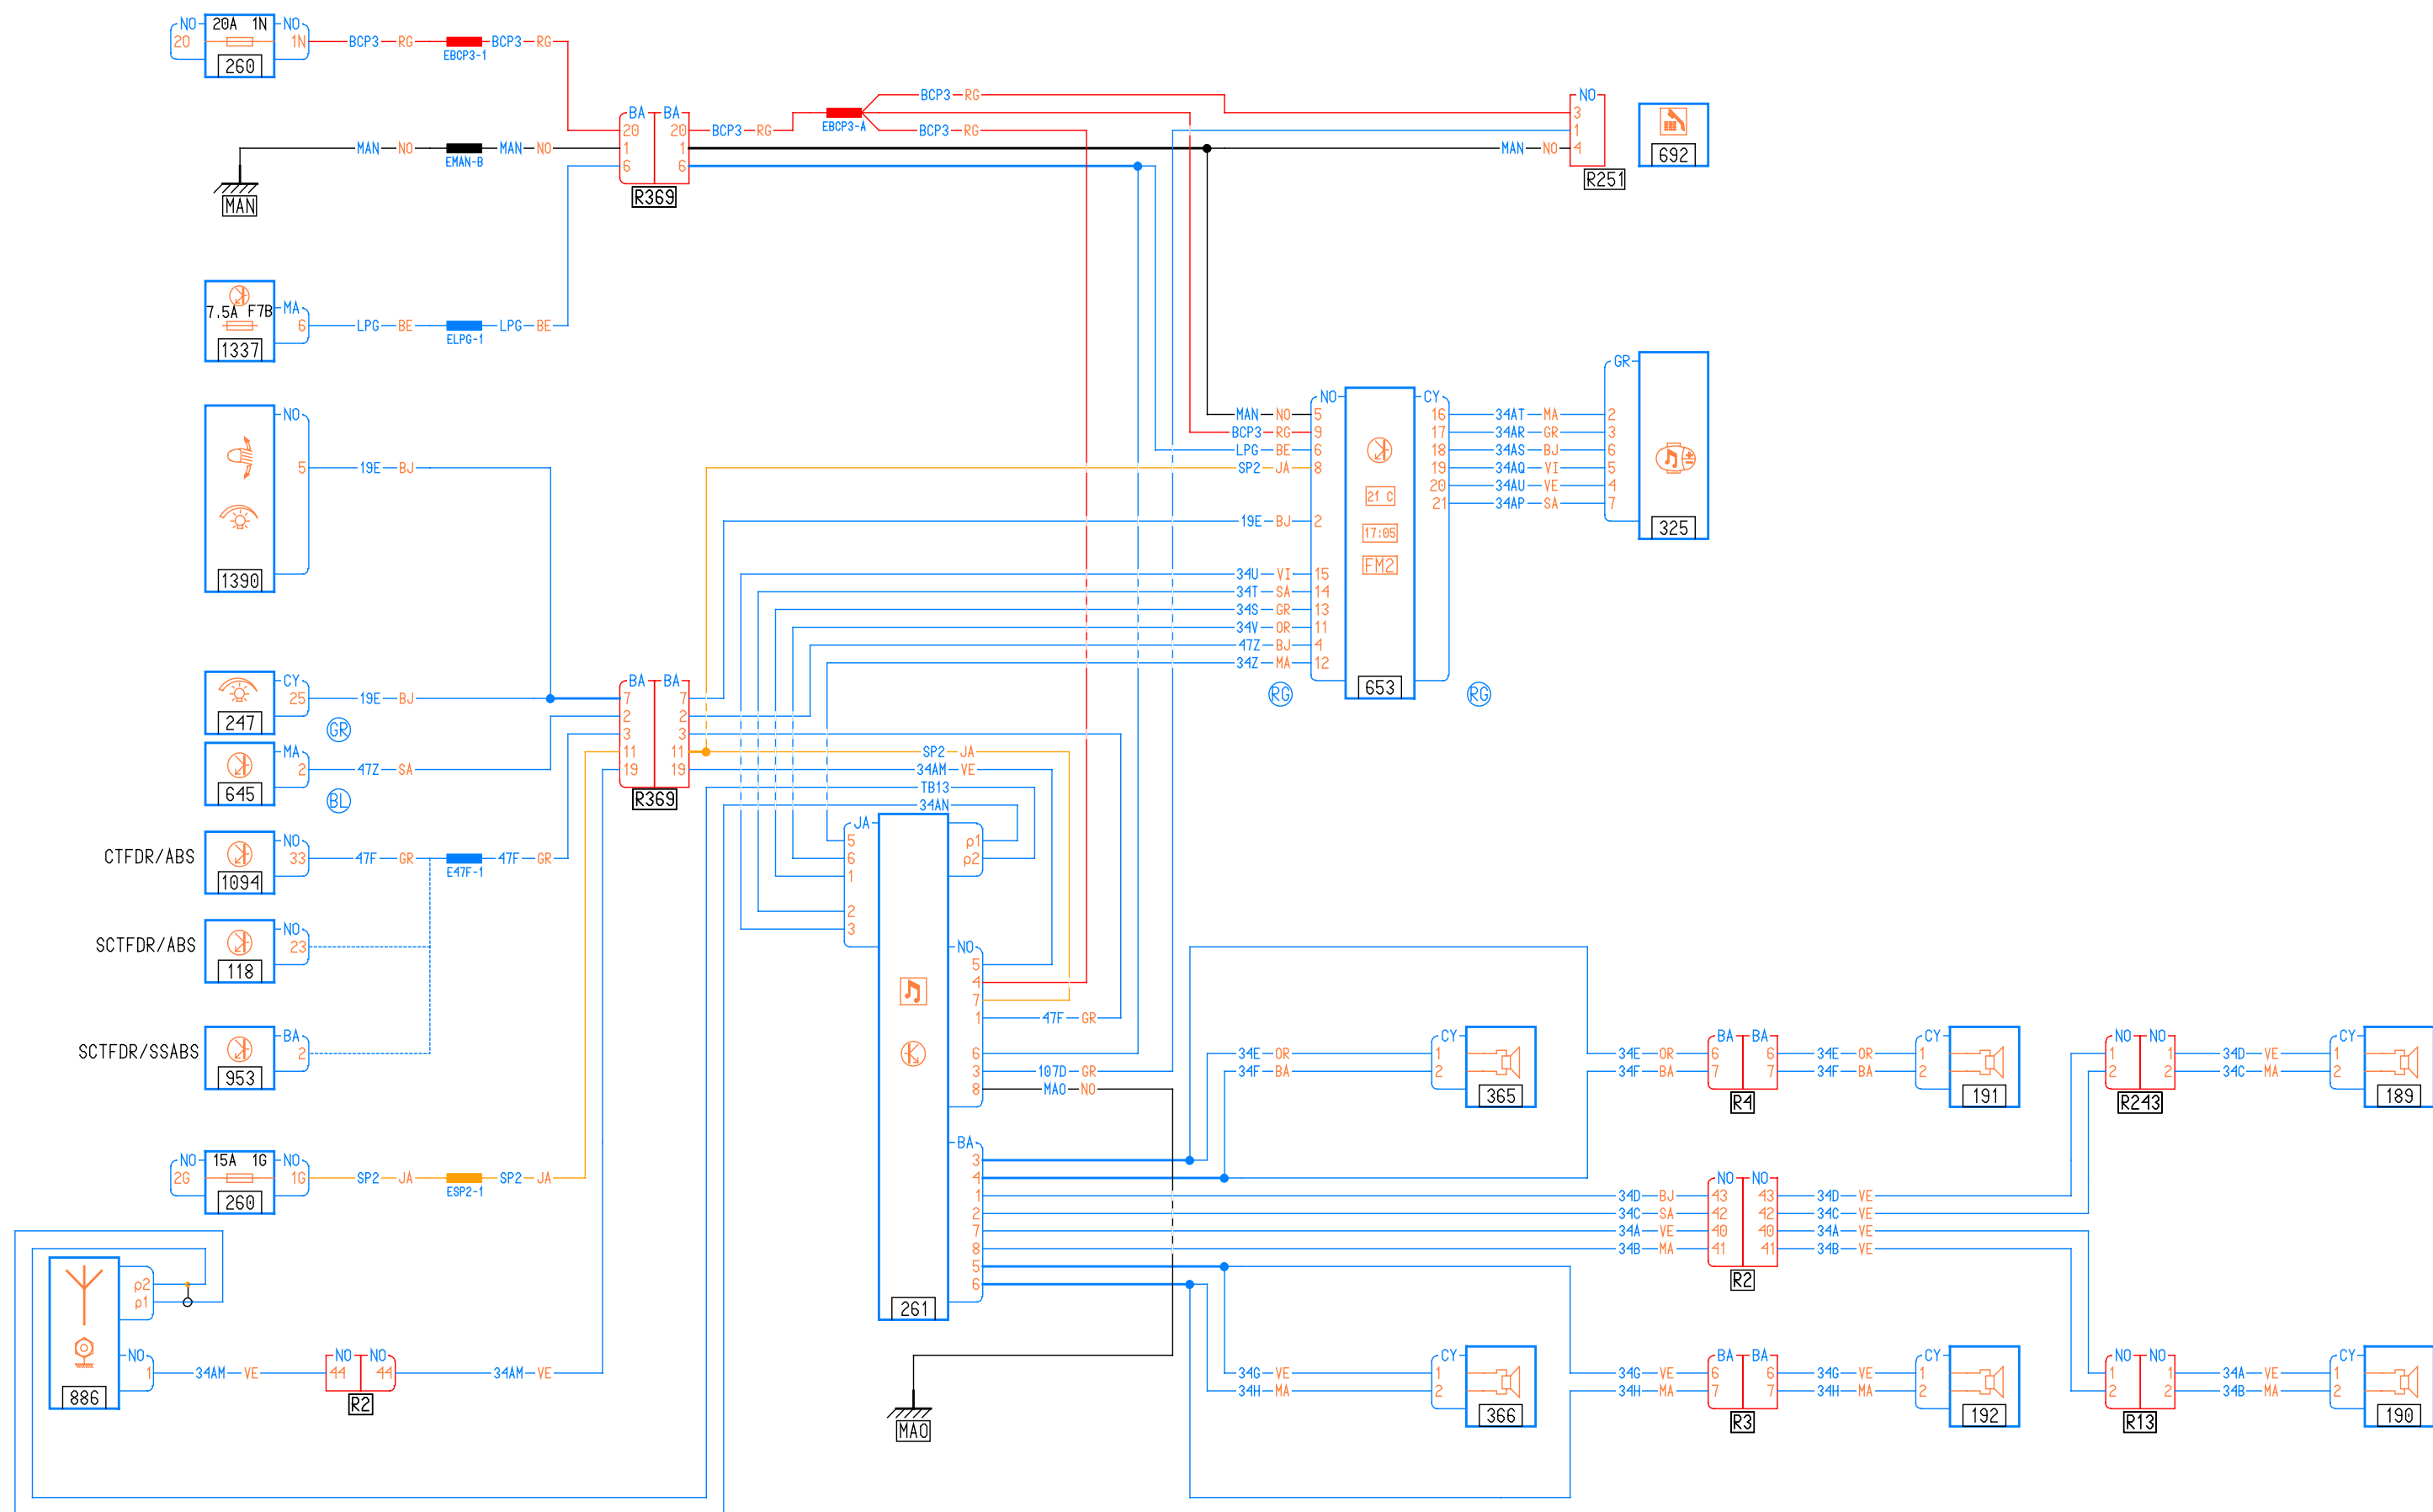 NO 20A 1N NO
20 1N BCP3 RG BCP3 RG
EBCP3-1
260
BA BA
20 20 BCP3 RG
1 1
6 6
R369
EBCP3-A
BCP3 RG
BCP3 RG
NO
3
1
MAN NO 4
R251
692
MAN NO MAN NO
EMAN-B
MAN
7.5A F7B MA
6 LPG BE LPG BE
ELPG-1
1337
NO
5 19E BJ
1390
NO CY
MAN NO 5
BCP3 RG 9
LPG BE 6
SP2 JA 8
19E BJ 2
34U VI 15
34T SA 14
34S GR 13
34V OR 11
47Z BJ 4
34Z MA 12
21 C
17:05
FM2
653
RG RG
16 34AT MA 2
17 34AR GR 3
18 34AS BJ 6
19 34AQ VI 5
20 34AU VE 4
21 34AP SA 7
GR
325
CY
25 19E BJ
247
GR
MA
2 47Z SA
645
BL
BA BA
7 7
2 2
3 3
11 11 SP2 JA
19 19 34AM VE
R369
TB13
34AN
CTFDR/ABS
NO
33 47F GR 47F GR
E47F-1
1094
SCTFDR/ABS
NO
23
118
SCTFDR/SSABS
BA
2
953
JA
5 p1
6 p2
1
2
3
NO
5
4
7
1 47F GR
6
3 107D GR
8 MAO NO
BA
3
4
1
2
7
8
5
6
261
MAO
NO 15A 1G NO
2G 1G SP2 JA SP2 JA
ESP2-1
260
p2
p1
NO
1 34AM VE
886
NO NO
44 44 34AM VE
R2
34E OR 1
34F BA 2
CY
365
BA BA
34E OR 6 6 34E OR 1
34F BA 7 7 34F BA 2
R4
CY
191
NO NO
1 1 34D VE 1
2 2 34C MA 2
R243
CY
189
NO NO
34D BJ 43 43 34D VE
34C SA 42 42 34C VE
34A VE 40 40 34A VE
34B MA 41 41 34B VE
R2
34G VE 1
34H MA 2
CY
366
BA BA
34G VE 6 6 34G VE 1
34H MA 7 7 34H MA 2
R3
CY
192
NO NO
1 1 34A VE 1
2 2 34B MA 2
R13
CY
190